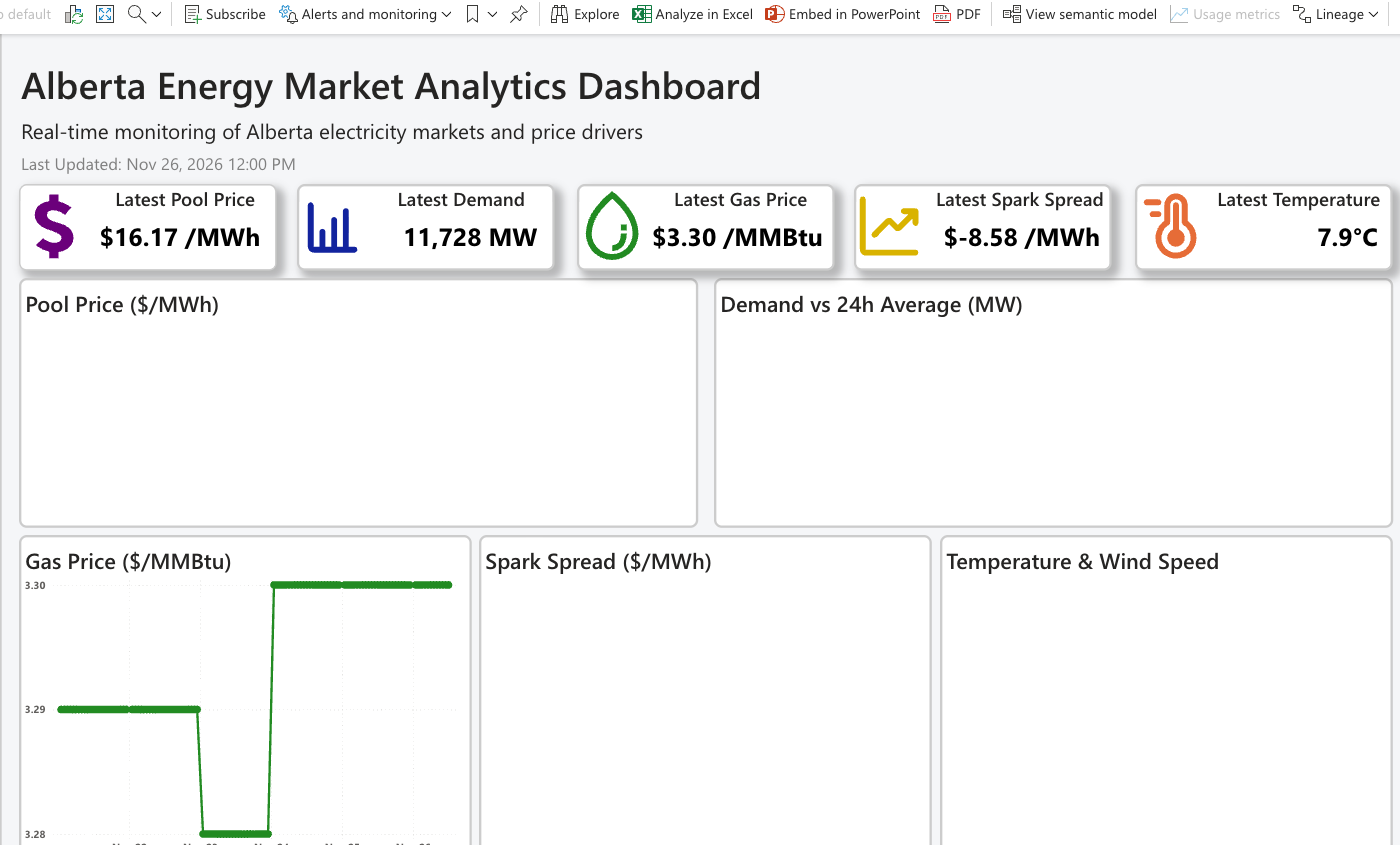 default
Subscribe
Alerts and monitoring
Explore
Analyze in Excel
Embed in PowerPoint
PDF
View semantic model
Usage metrics
Lineage
Alberta Energy Market Analytics Dashboard
Real-time monitoring of Alberta electricity markets and price drivers
Last Updated: Nov 26, 2026 12:00 PM
Latest Pool Price
$16.17 /MWh
Latest Demand
11,728 MW
Latest Gas Price
$3.30 /MMBtu
Latest Spark Spread
$-8.58 /MWh
Latest Temperature
7.9°C
Pool Price ($/MWh)
Demand vs 24h Average (MW)
Gas Price ($/MMBtu)
3.30
3.29
3.28
Spark Spread ($/MWh)
Temperature & Wind Speed